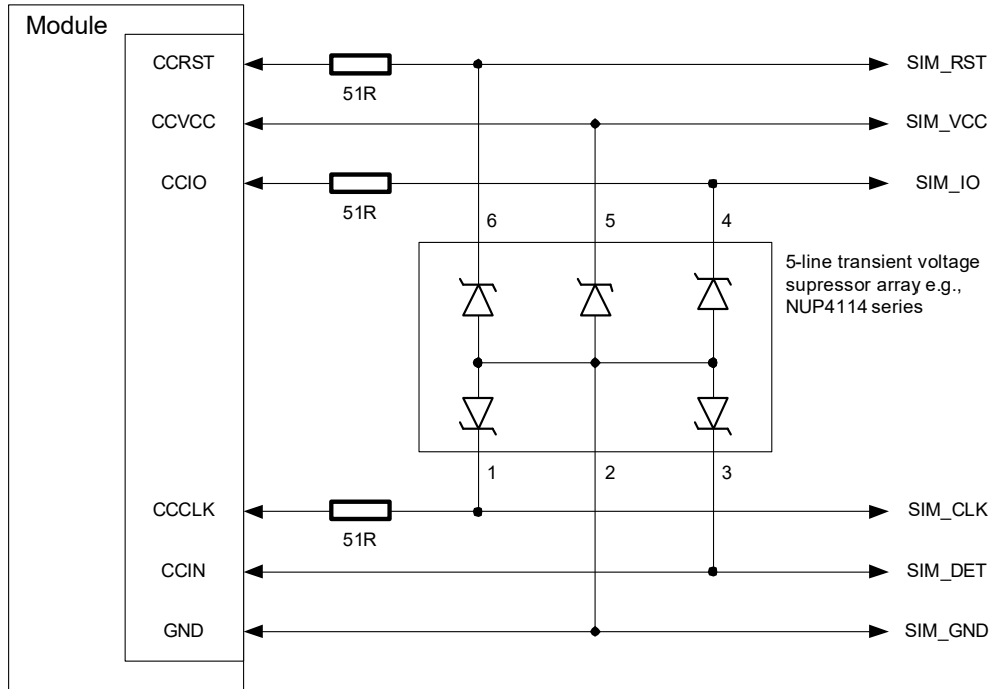 Module
CCRST
51R
SIM_RST
CCVCC
SIM_VCC
CCIO
51R
SIM_IO
6
5
4
5-line transient voltage
supressor array e.g.,
NUP4114 series
1
2
3
CCCLK
51R
SIM_CLK
CCIN
SIM_DET
GND
SIM_GND